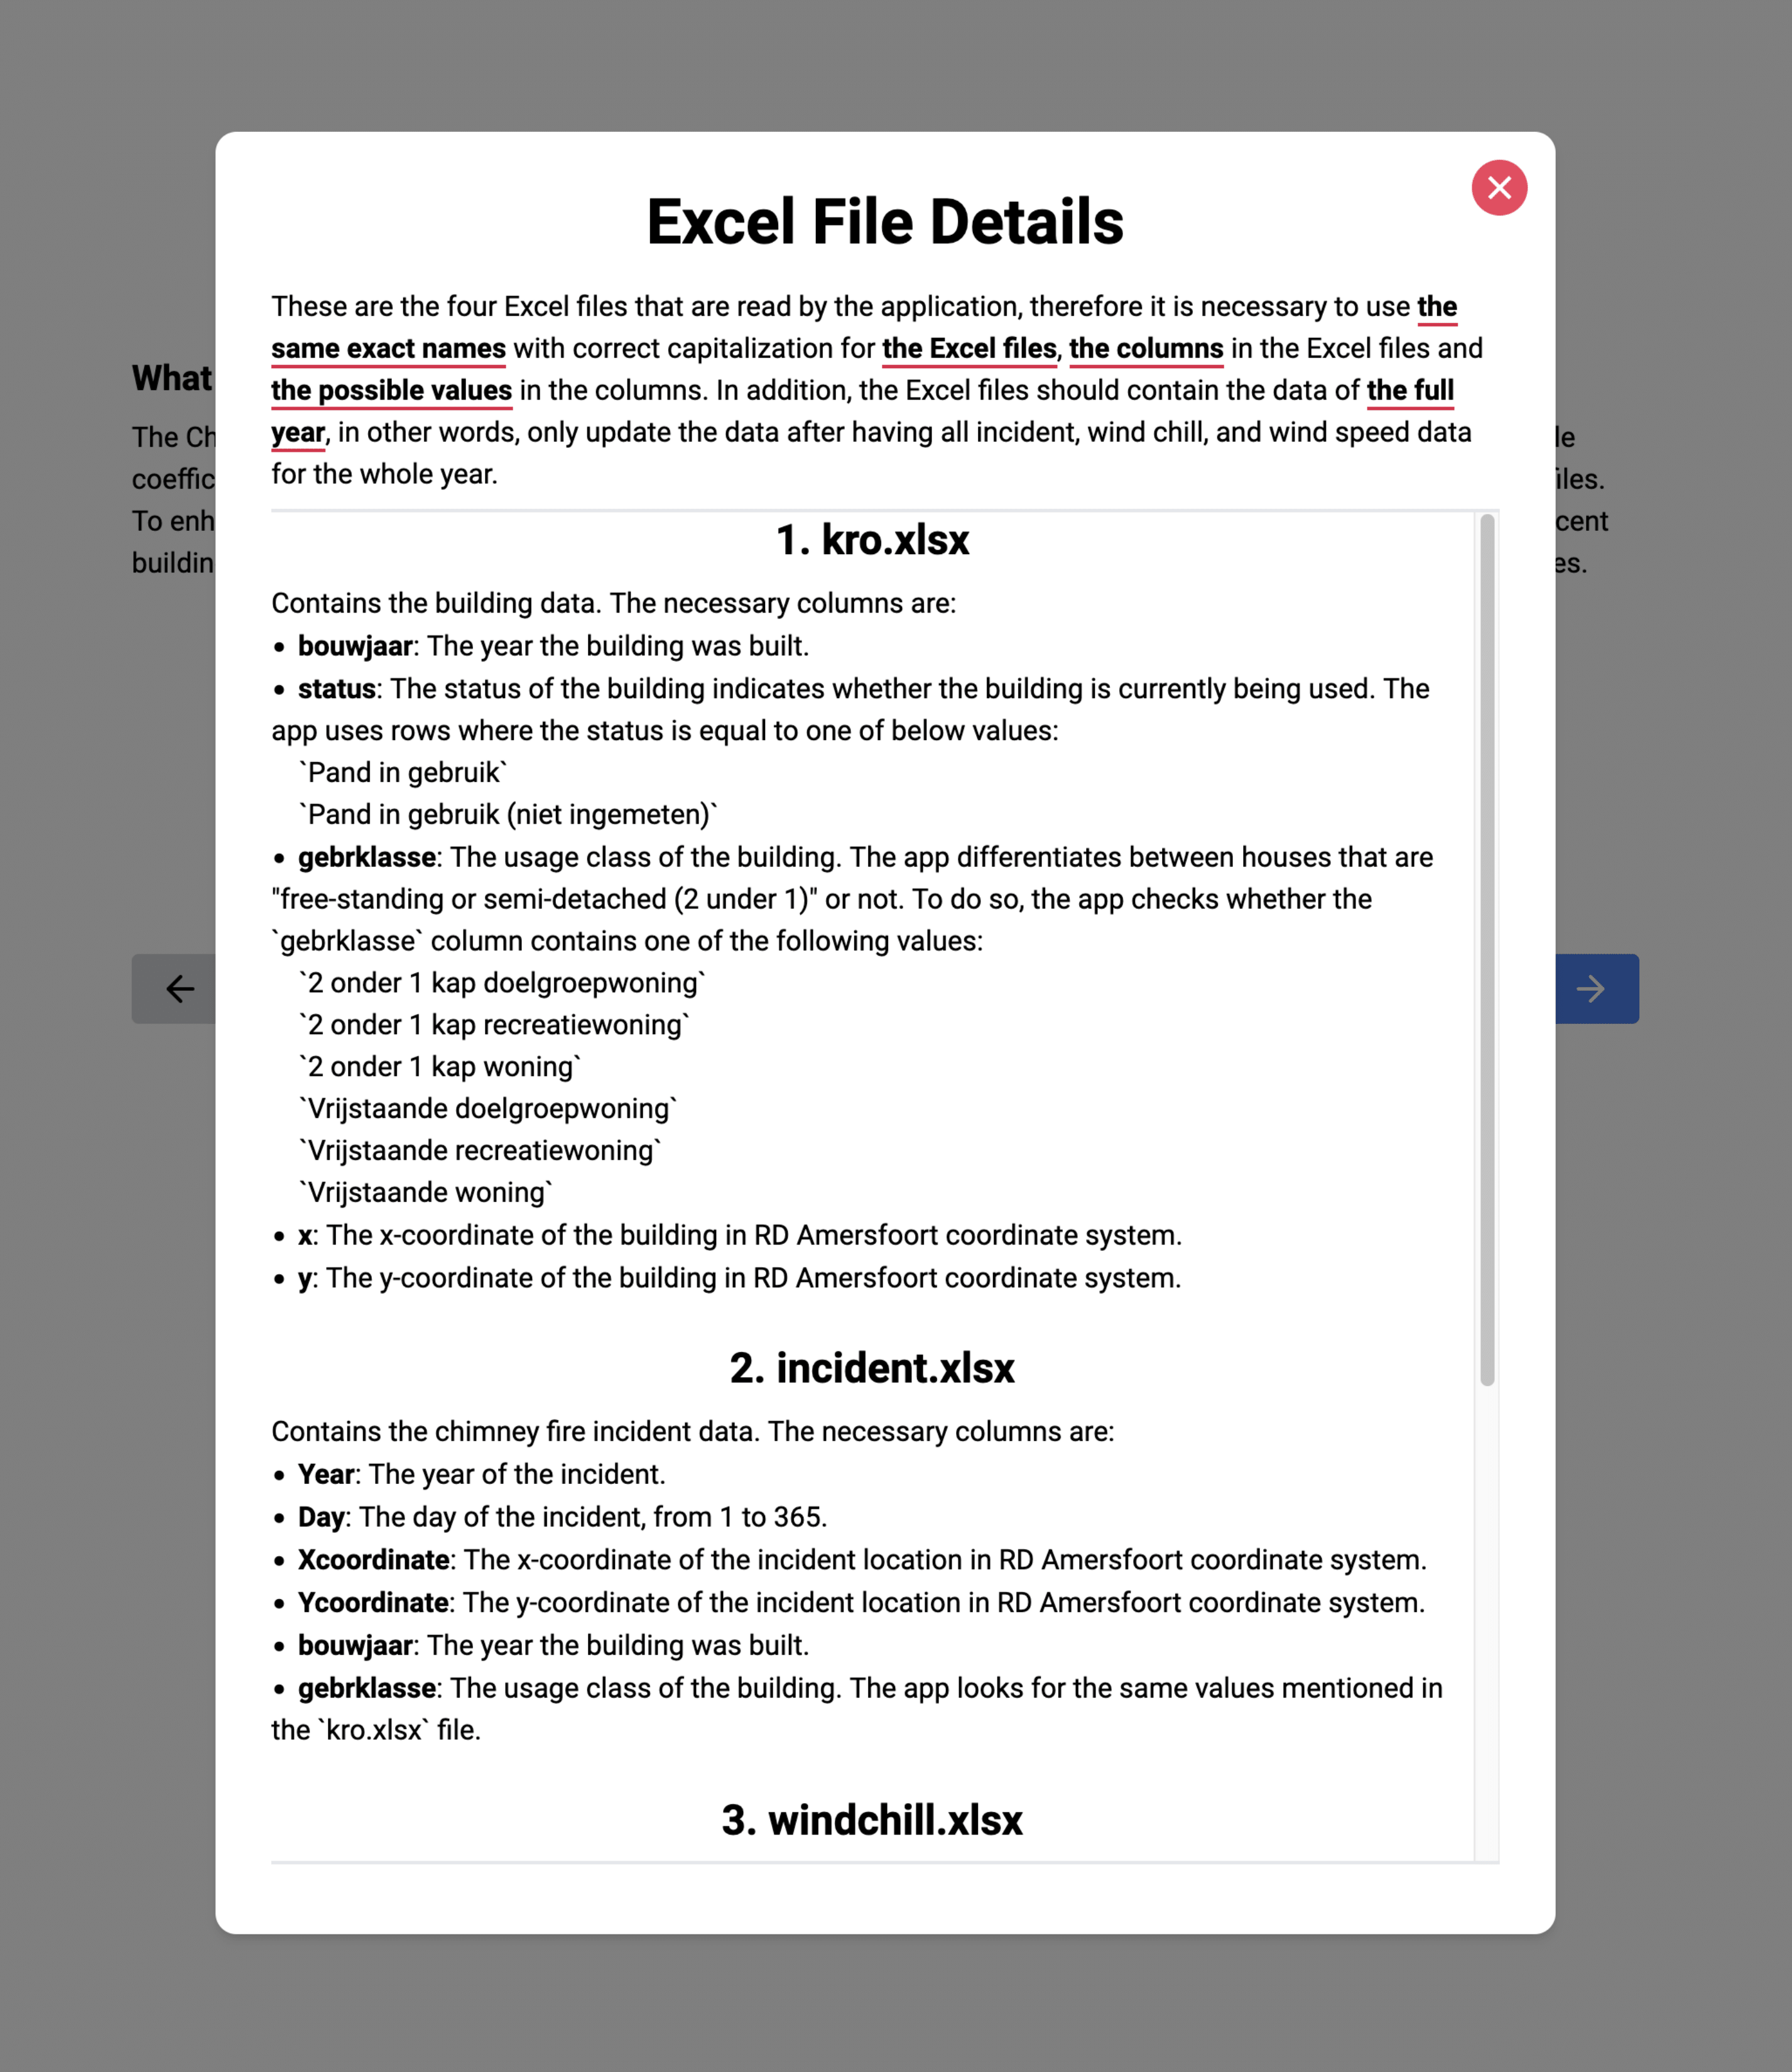 Excel File Details
These are the four Excel files that are read by the application, therefore it is necessary to use the
same exact names with correct capitalization for the Excel files, the columns in the Excel files and
the possible values in the columns. In addition, the Excel files should contain the data of the full
year, in other words, only update the data after having all incident, wind chill, and wind speed data
for the whole year.
What
The Ch
le
coeffic
iles.
To enh
cent
buildin
es.
1. kro.xlsx
Contains the building data. The necessary columns are:
• bouwjaar: The year the building was built.
• status: The status of the building indicates whether the building is currently being used. The
app uses rows where the status is equal to one of below values:
`Pand in gebruik`
`Pand in gebruik (niet ingemeten)`
• gebrklasse: The usage class of the building. The app differentiates between houses that are
"free-standing or semi-detached (2 under 1)" or not. To do so, the app checks whether the
`gebrklasse` column contains one of the following values:
`2 onder 1 kap doelgroepwoning`
`2 onder 1 kap recreatiewoning`
`2 onder 1 kap woning`
`Vrijstaande doelgroepwoning`
`Vrijstaande recreatiewoning`
`Vrijstaande woning`
• x: The x-coordinate of the building in RD Amersfoort coordinate system.
• y: The y-coordinate of the building in RD Amersfoort coordinate system.
2. incident.xlsx
Contains the chimney fire incident data. The necessary columns are:
• Year: The year of the incident.
• Day: The day of the incident, from 1 to 365.
• Xcoordinate: The x-coordinate of the incident location in RD Amersfoort coordinate system.
• Ycoordinate: The y-coordinate of the incident location in RD Amersfoort coordinate system.
• bouwjaar: The year the building was built.
• gebrklasse: The usage class of the building. The app looks for the same values mentioned in
the `kro.xlsx` file.
3. windchill.xlsx